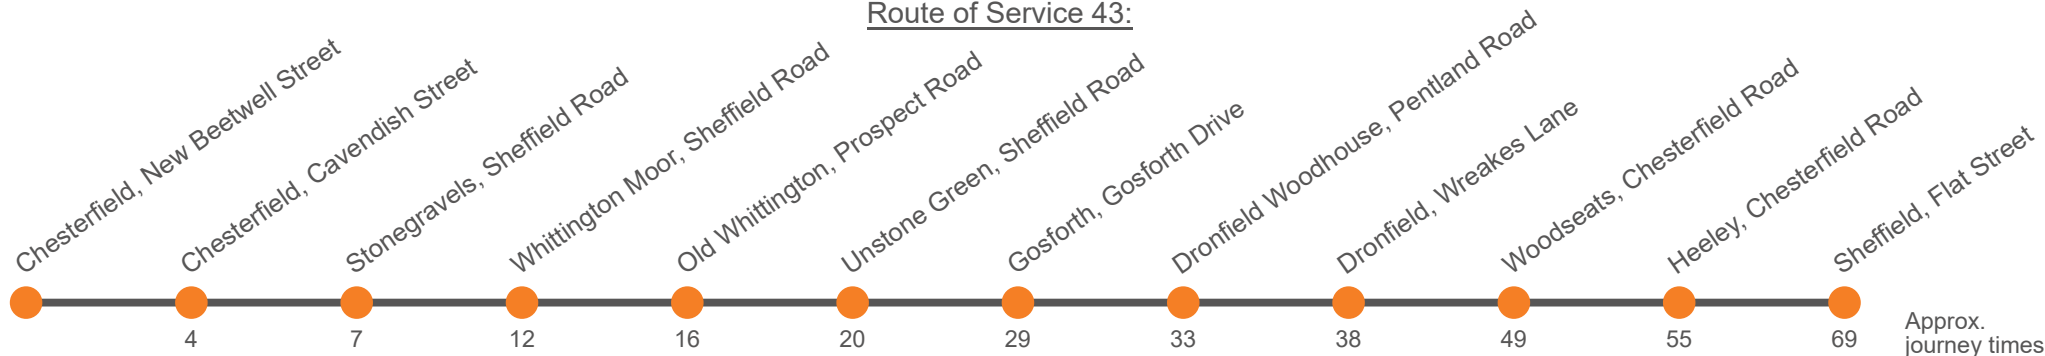 Route of Service 43:
Chesterfield, New Beetwell Street
Chesterfield, Cavendish Street
Stonegravels, Sheffield Road
Whittington Moor, Sheffield Road
Old Whittington, Prospect Road
Unstone Green, Sheffield Road
Gosforth, Gosforth Drive
Dronfield Woodhouse, Pentland Road
Dronfield, Wreakes Lane
Woodseats, Chesterfield Road
Heeley, Chesterfield Road
Sheffield, Flat Street
4 7 12 16 20 29 33 38 49 55 69
Approx.
journey times